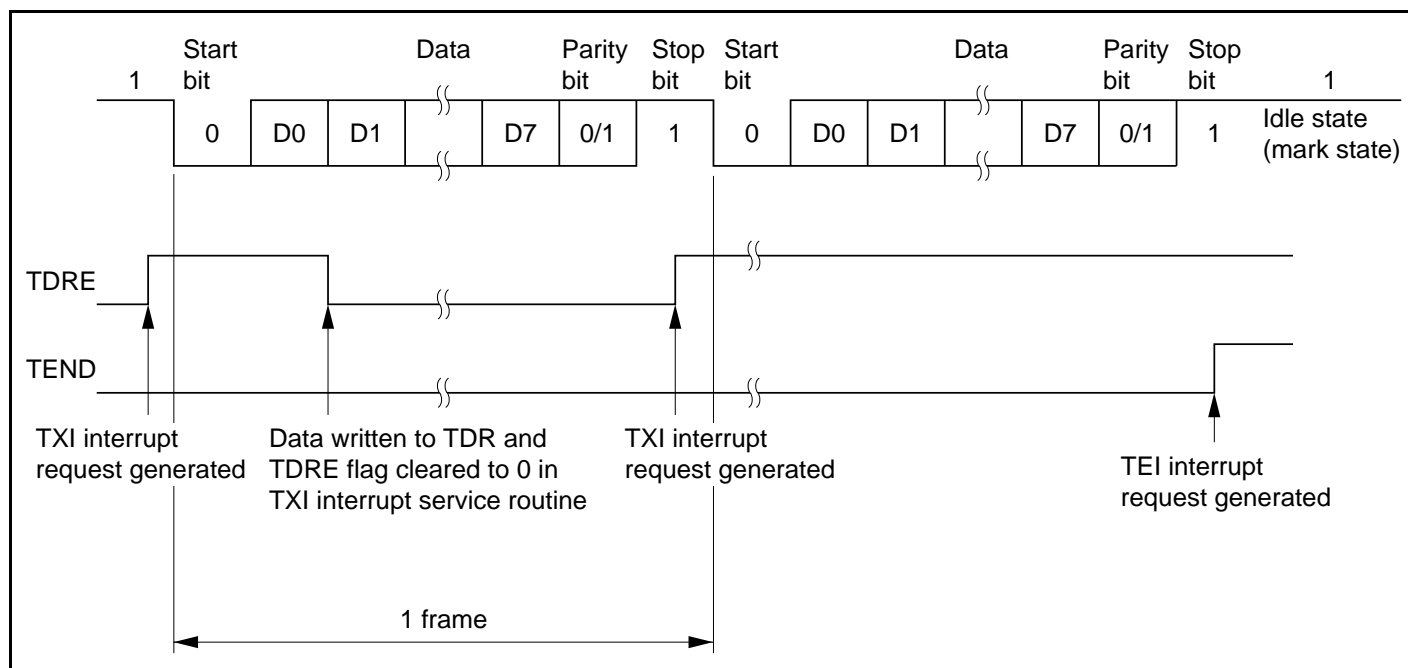 Start Data Parity Stop Start Data Parity Stop
1 bit bit bit bit bit bit 1
0 D0 D1 D7 0/1 1 0 D0 D1 D7 0/1 1 Idle state
(mark state)
TDRE
TEND
TXI interrupt
request generated
Data written to TDR and
TDRE flag cleared to 0 in
TXI interrupt service routine
TXI interrupt
request generated
TEI interrupt
request generated
1 frame